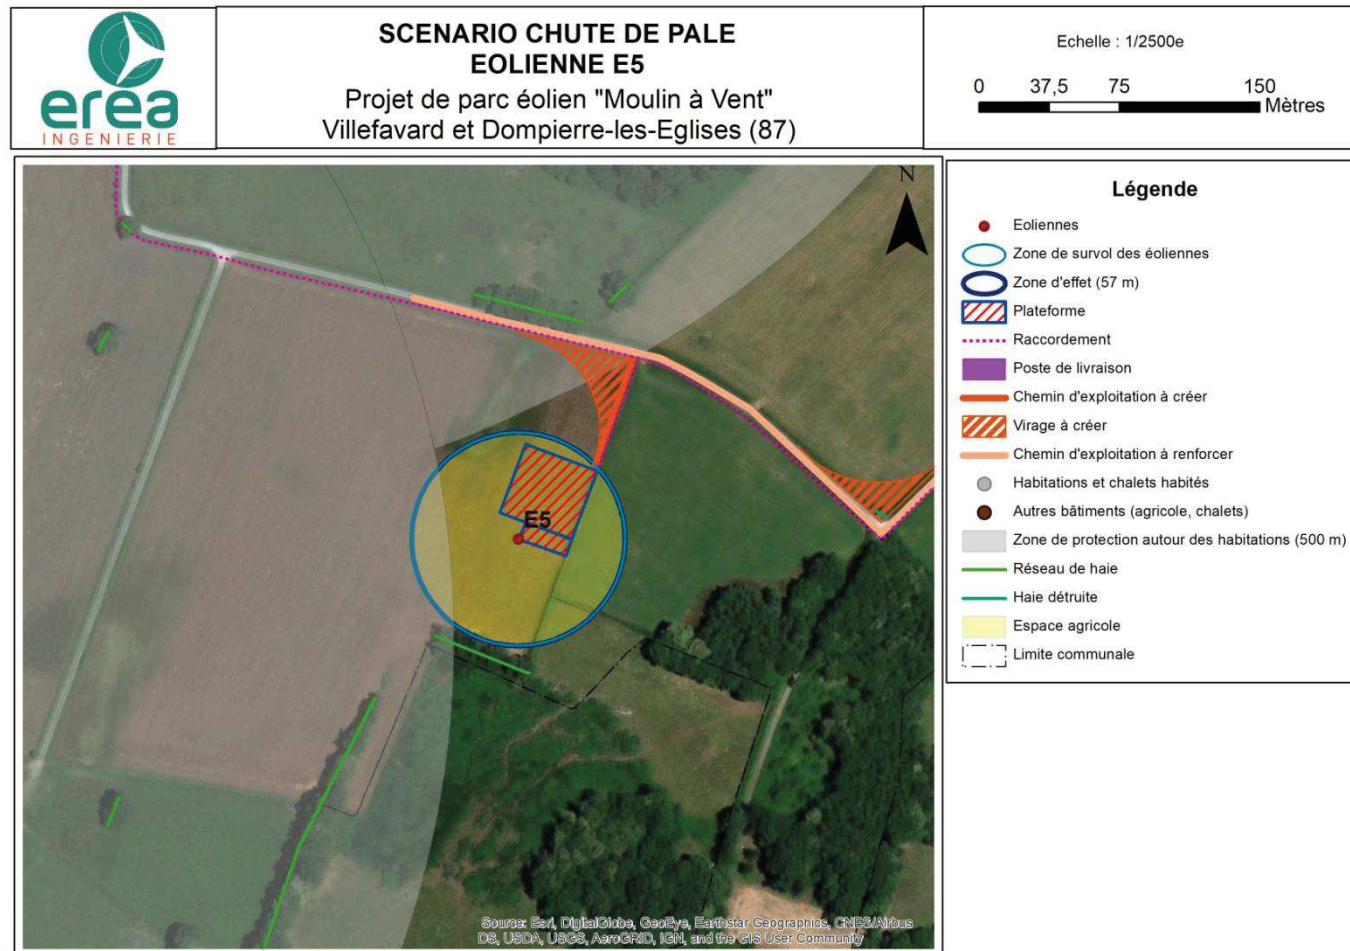 erea
INGENIERIE
SCENARIO CHUTE DE PALE
EOLIENNE E5
Projet de parc éolien "Moulin à Vent"
Villefavard et Dompierre-les-Eglises (87)
Echelle : 1/2500e
0 37,5 75 150
Mètres
N
E5
Source: Esri, DigitalGlobe, GeoEye, Earthstar Geographics, CNES/Airbus
DS, USDA, USGS, AeroGRID, IGN, and the GIS User Community
Légende
Eoliennes
Zone de survol des éoliennes
Zone d'effet (57 m)
Plateforme
Raccordement
Poste de livraison
Chemin d'exploitation à créer
Virage à créer
Chemin d'exploitation à renforcer
Habitations et chalets habités
Autres bâtiments (agricole, chalets)
Zone de protection autour des habitations (500 m)
Réseau de haie
Haie détruite
Espace agricole
Limite communale